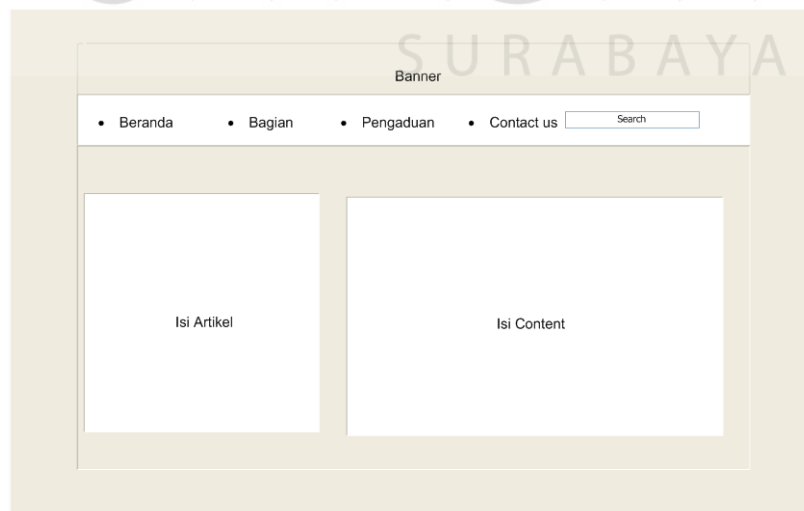 SURABAYA
Banner
• Beranda • Bagian • Pengaduan • Contact us Search
Isi Artikel Isi Content